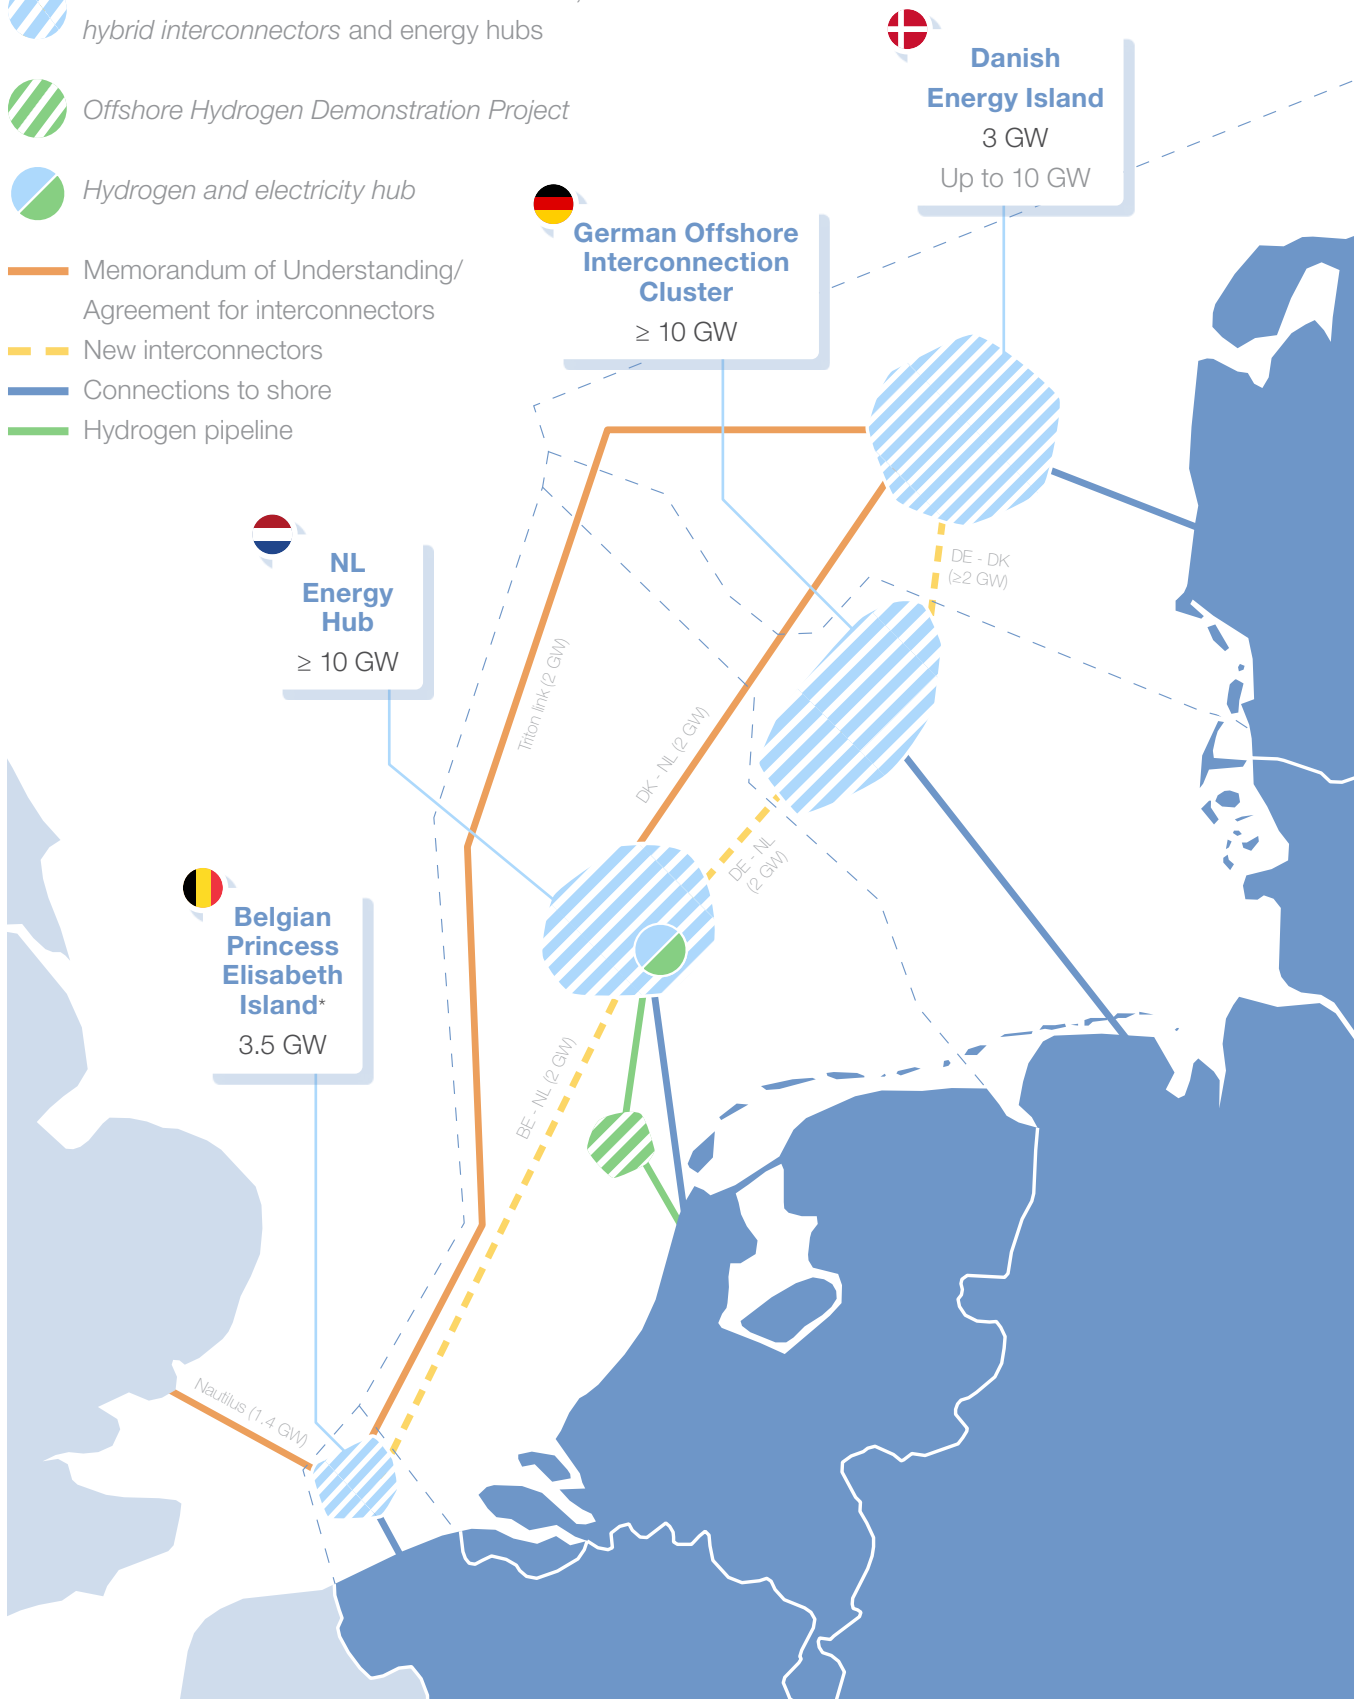 hybrid interconnectors and energy hubs
Offshore Hydrogen Demonstration Project
Hydrogen and electricity hub
Memorandum of Understanding/
Agreement for interconnectors
New interconnectors
Connections to shore
Hydrogen pipeline
Danish
Energy Island
3 GW
Up to 10 GW
German Offshore
Interconnection
Cluster
≥ 10 GW
NL
Energy
Hub
≥ 10 GW
Belgian
Princess
Elisabeth
Island*
3.5 GW
DE - DK
(≥2 GW)
Triton link (2 GW)
DK - NL (2 GW)
DE - NL
(2 GW)
BE - NL (2 GW)
Nautilus (1.4 GW)